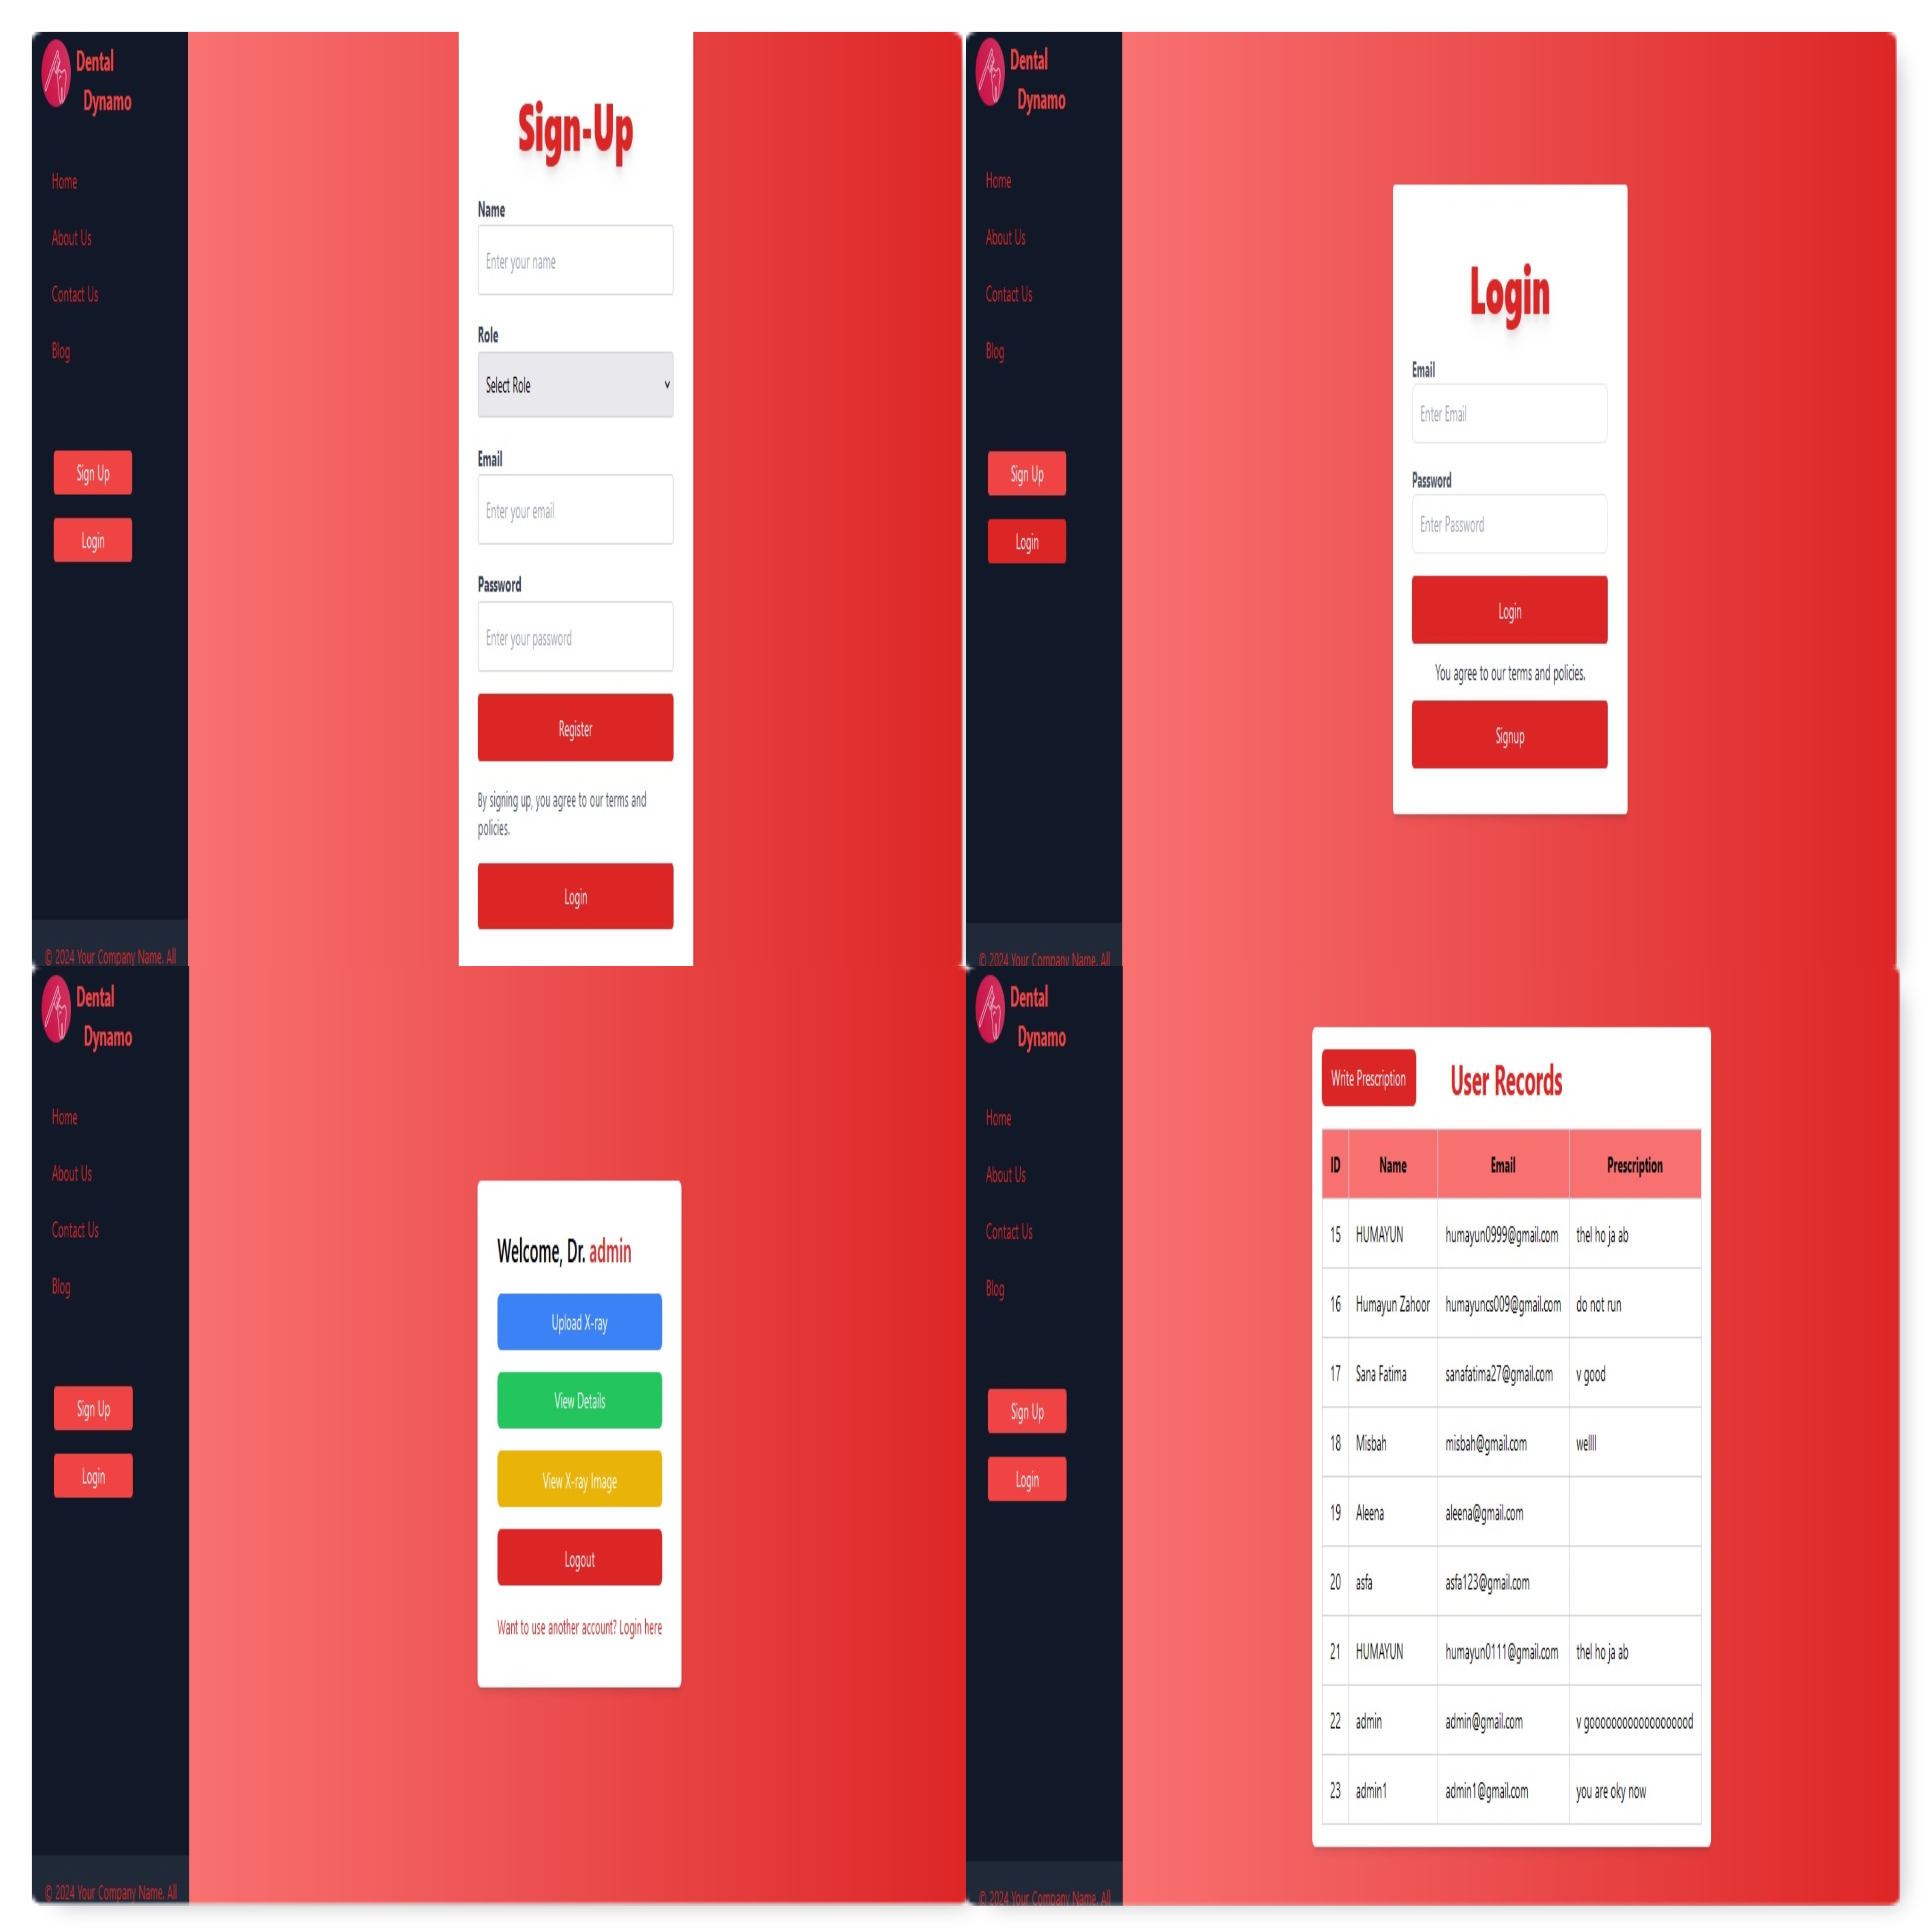 Dental
Dynamo
Home
About Us
Contact Us
Blog
Sign Up
Login
© 2024 Your Company Name. All
Sign-Up
Name
Enter your name
Role
Select Role
Email
Enter your email
Password
Enter your password
Register
By signing up, you agree to our terms and
policies.
Login
Dental
Dynamo
Home
About Us
Contact Us
Blog
Sign Up
Login
© 2024 Your Company Name. All
Login
Email
Enter Email
Password
Enter Password
Login
You agree to our terms and policies.
Signup
Dental
Dynamo
Home
About Us
Contact Us
Blog
Sign Up
Login
© 2024 Your Company Name. All
Welcome, Dr. admin
Upload X-ray
View Details
View X-ray Image
Logout
Want to use another account? Login here
Dental
Dynamo
Home
About Us
Contact Us
Blog
Sign Up
Login
© 2024 Your Company Name. All
Write Prescription User Records
ID Name Email Prescription
15 HUMAYUN humayun0999@gmail.com thel ho ja ab
16 Humayun Zahoor humayuncs009@gmail.com do not run
17 Sana Fatima sanafatima27@gmail.com v good
18 Misbah misbah@gmail.com wellll
19 Aleena aleena@gmail.com
20 asfa asfa123@gmail.com
21 HUMAYUN humayun0111@gmail.com thel ho ja ab
22 admin admin@gmail.com v goooooooooooooooooood
23 admin1 admin1@gmail.com you are oky now